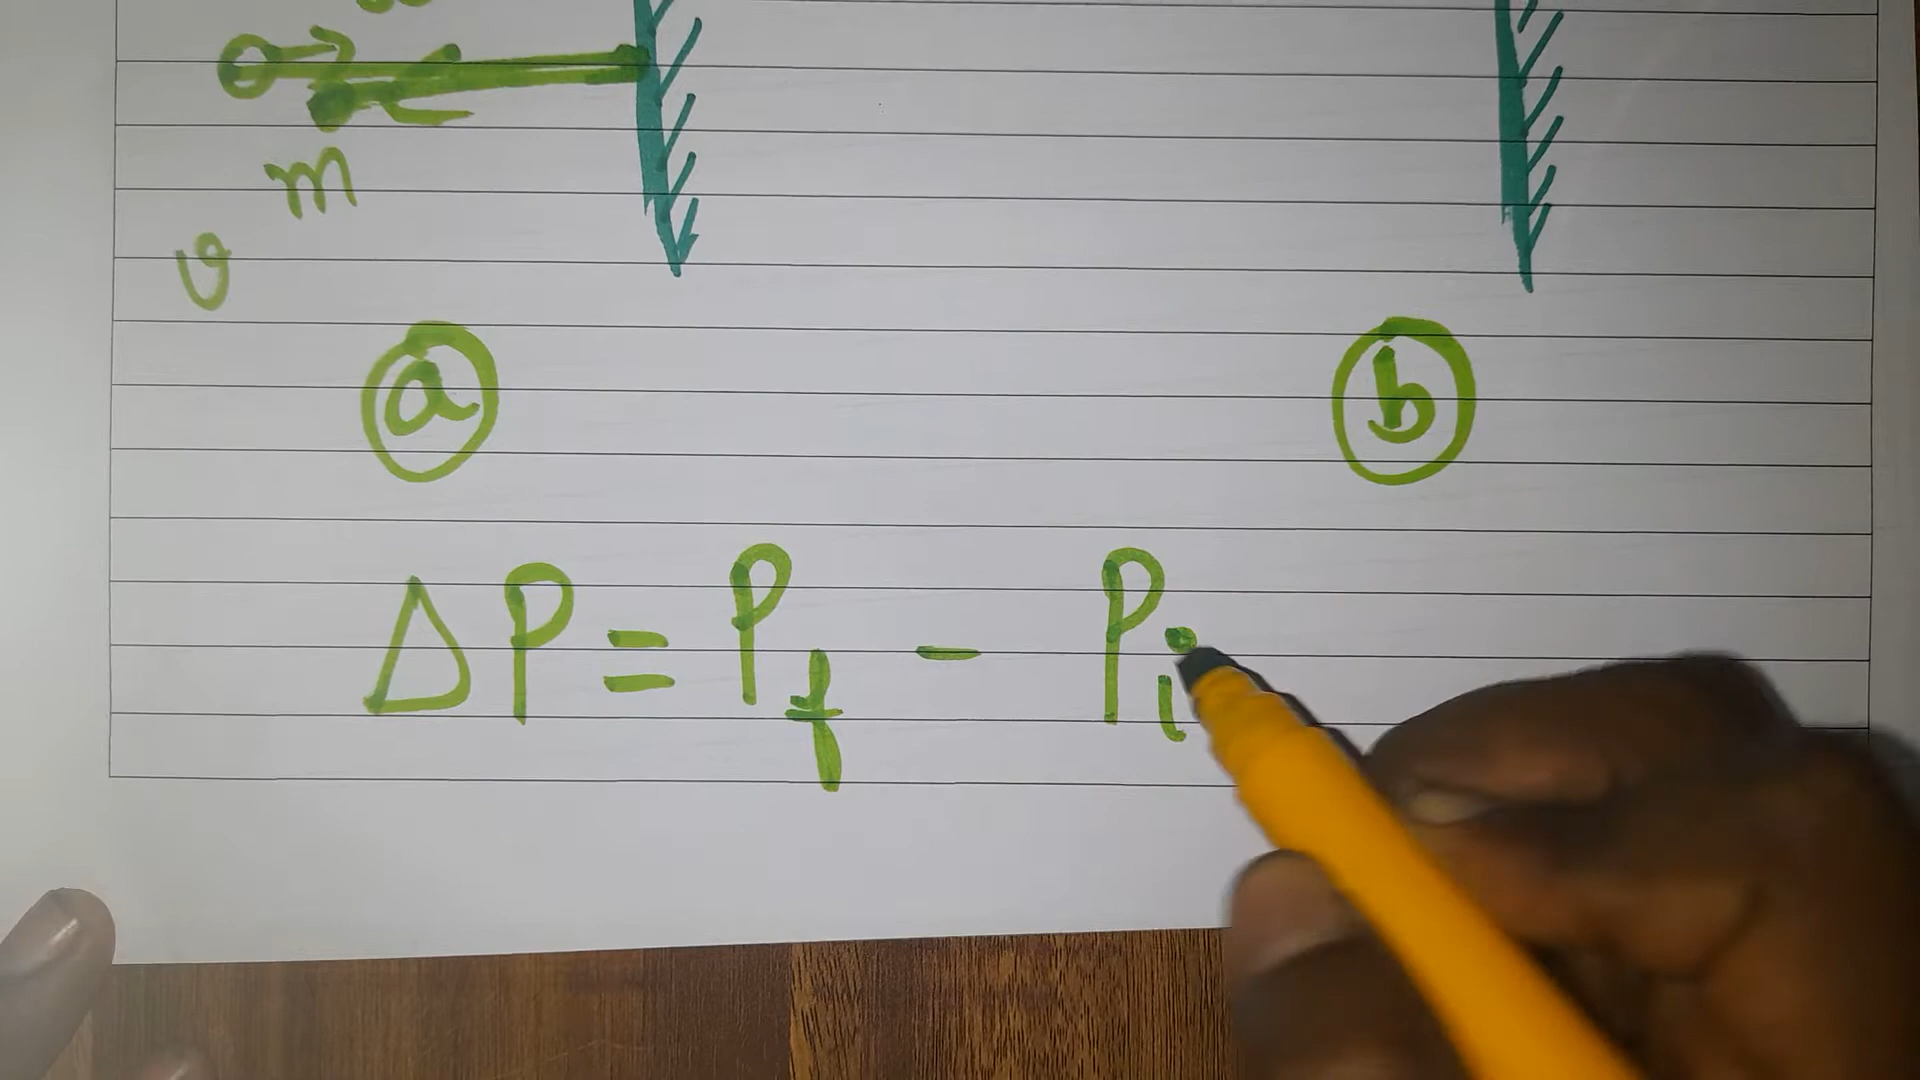 m
v
a b
ΔP = P_f - P_i